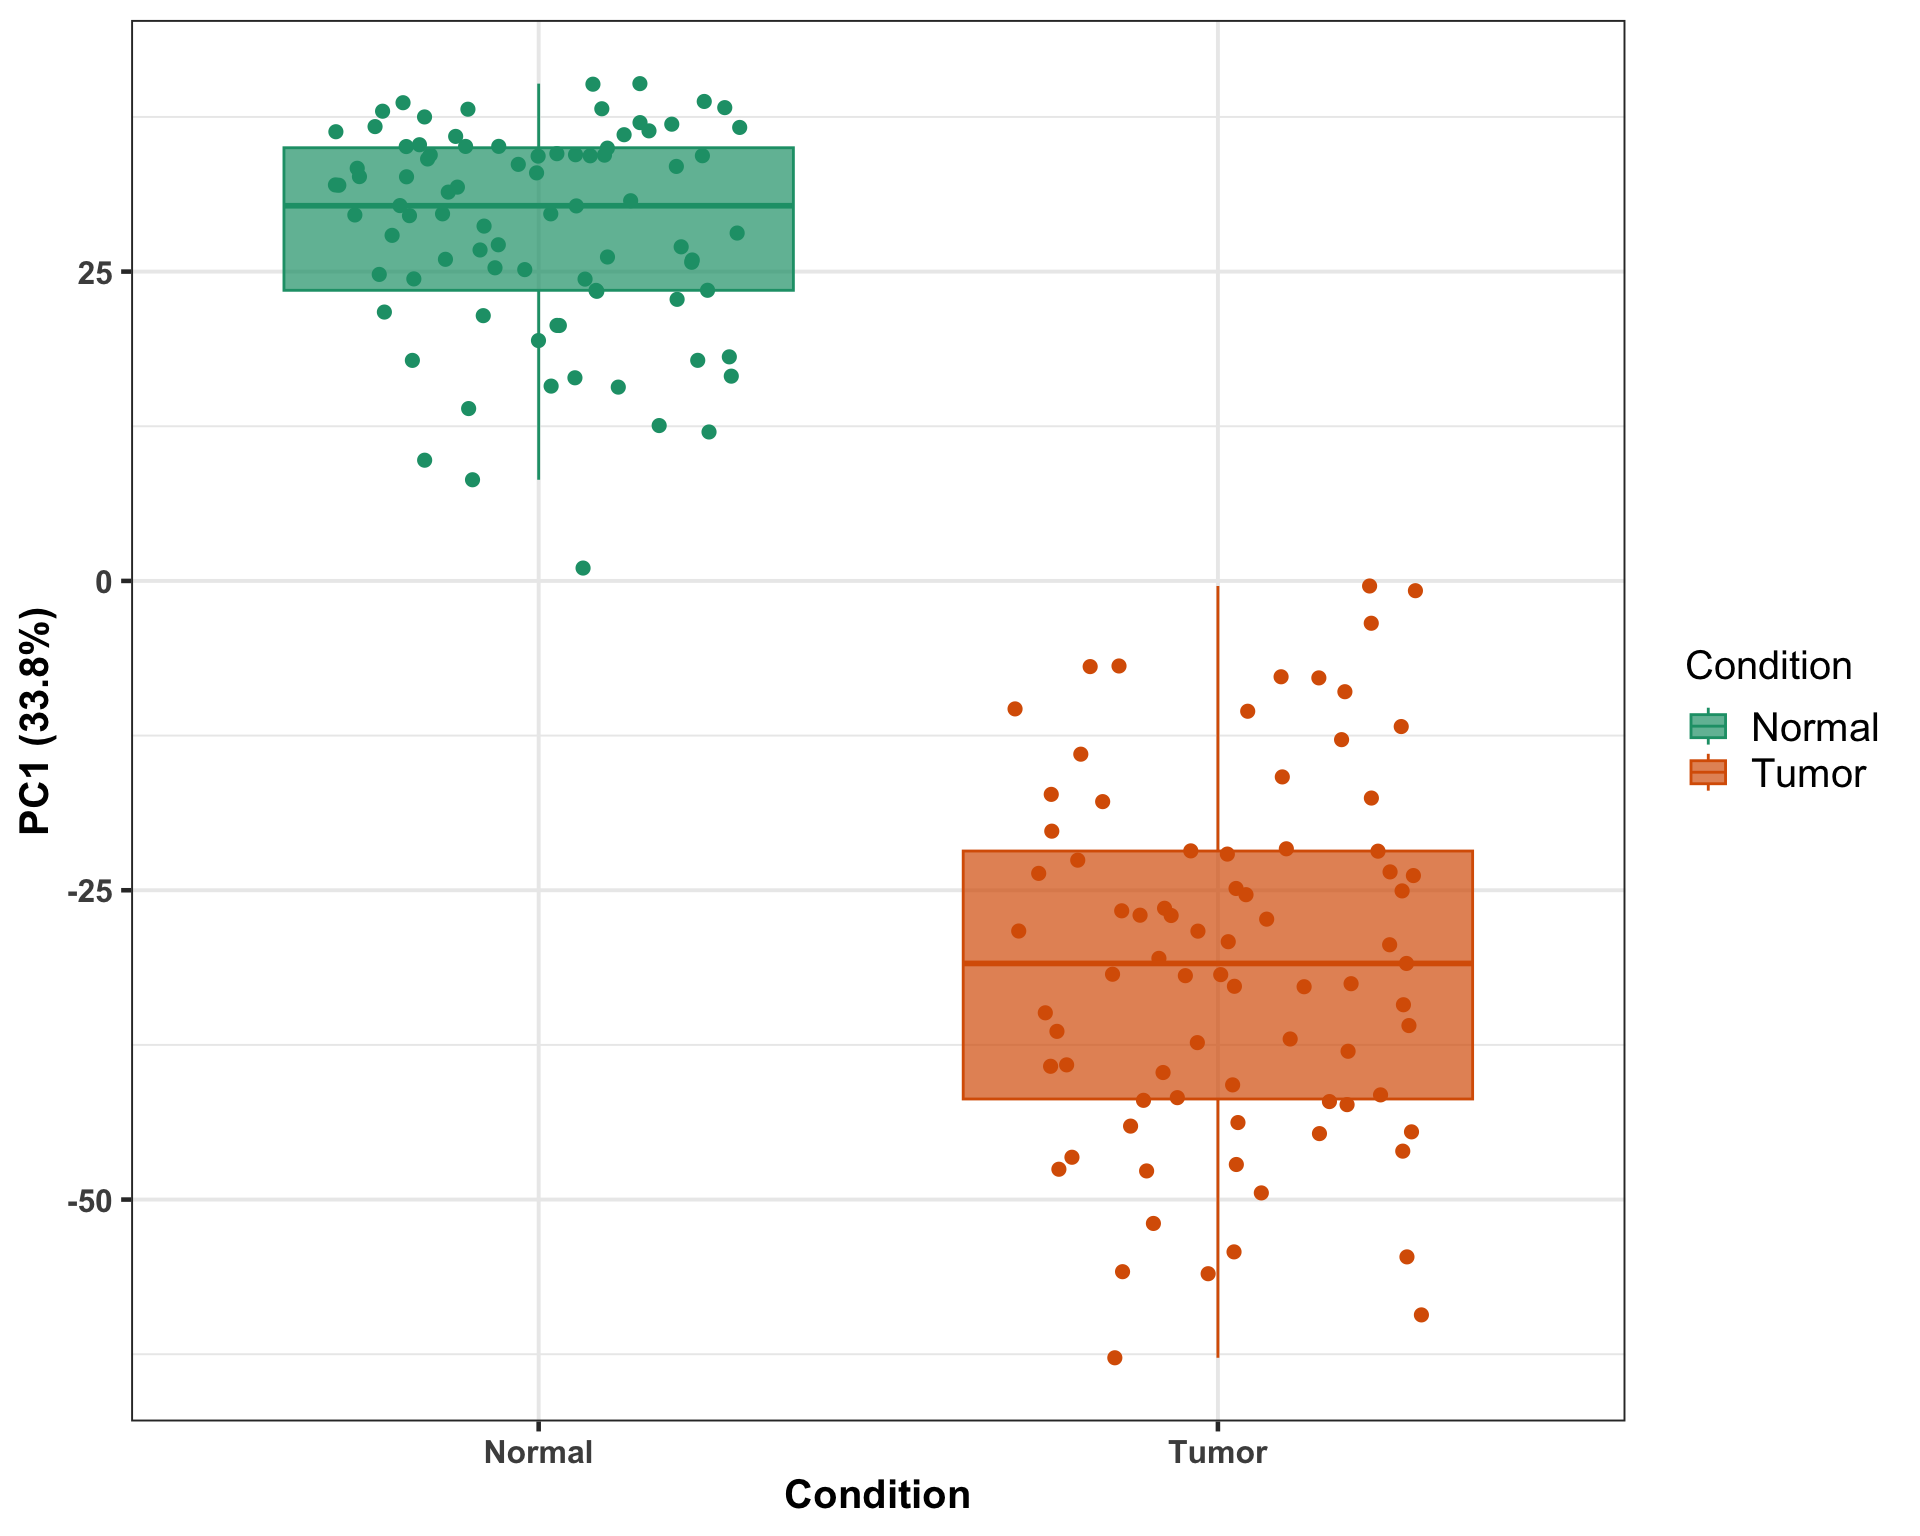 PC1 (33.8%)
25
0
-25
-50
Normal
Tumor
Condition
Condition
Normal
Tumor